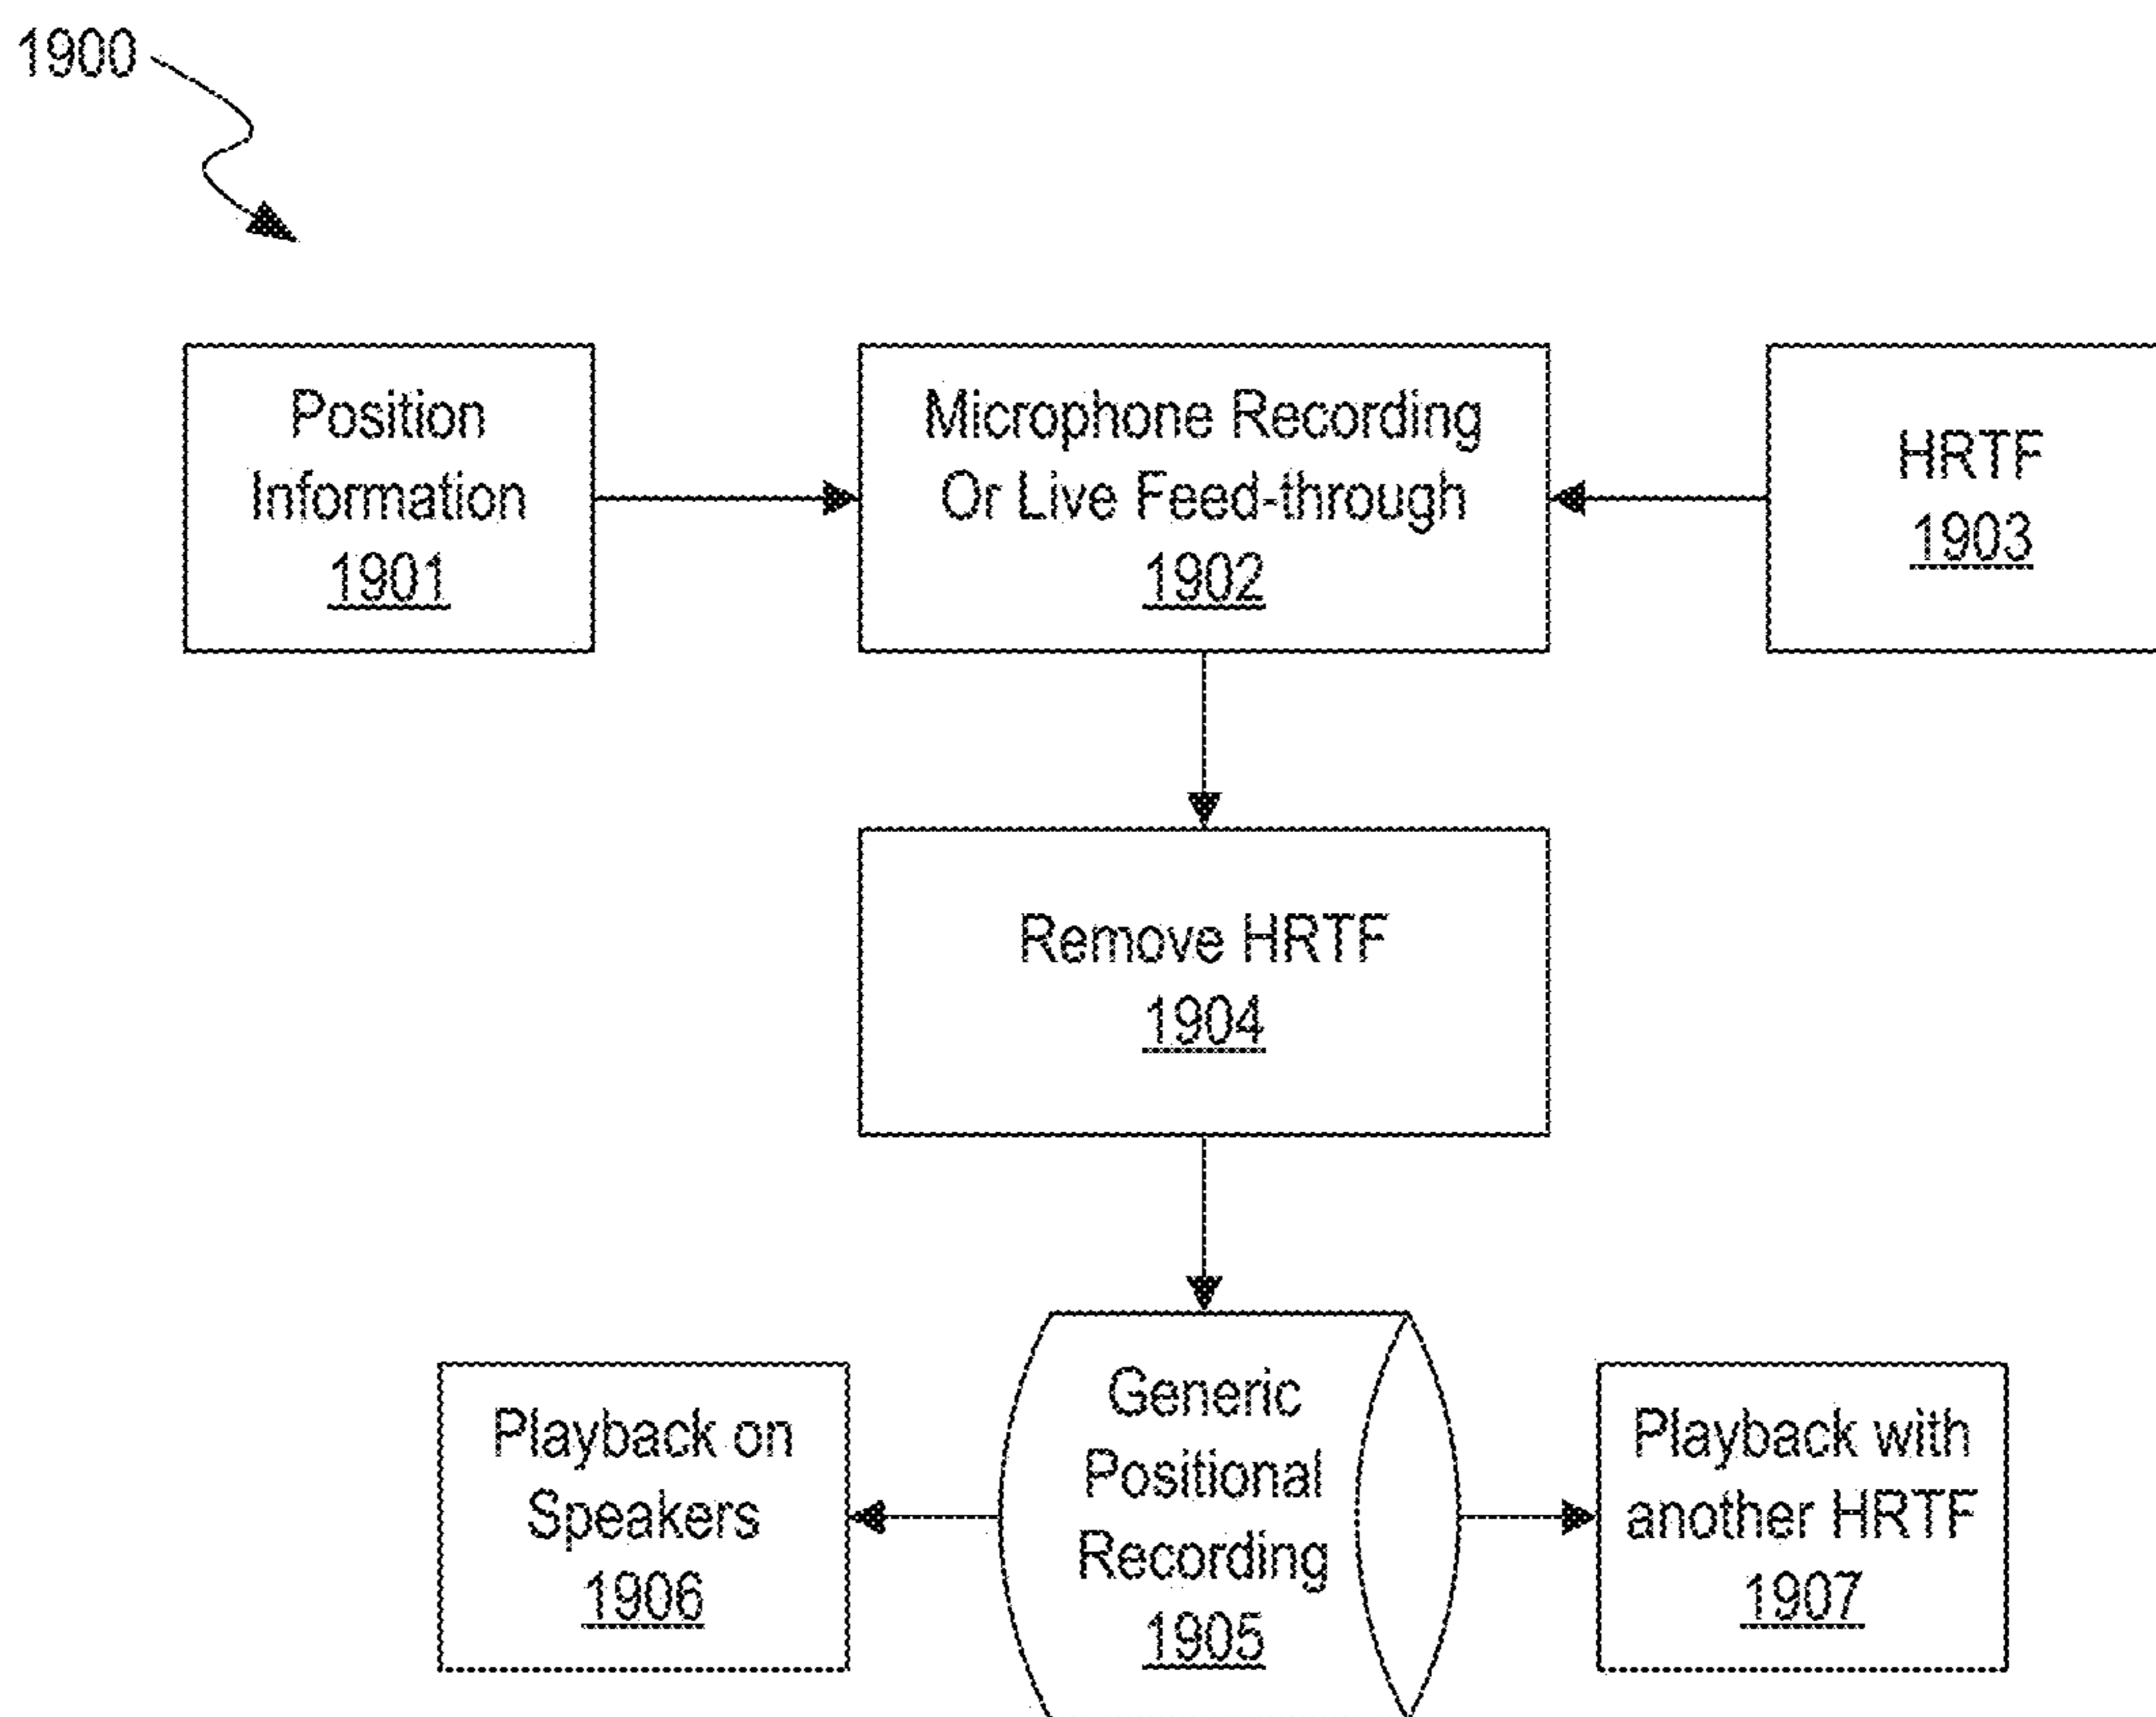 1900
Position
Information
1901
Microphone Recording
Or Live Feed-through
1902
HRTF
1903
Remove HRTF
1904
Playback on
Speakers
1906
Generic
Positional
Recording
1905
Playback with
another HRTF
1907